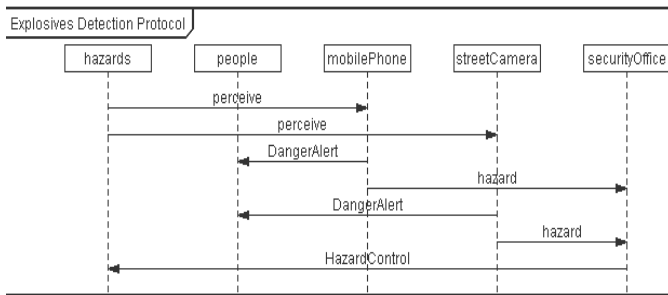 Explosives Detection Protocol
hazards people mobilePhone streetCamera securityOffice
perceive
perceive
DangerAlert
hazard
DangerAlert
hazard
HazardControl